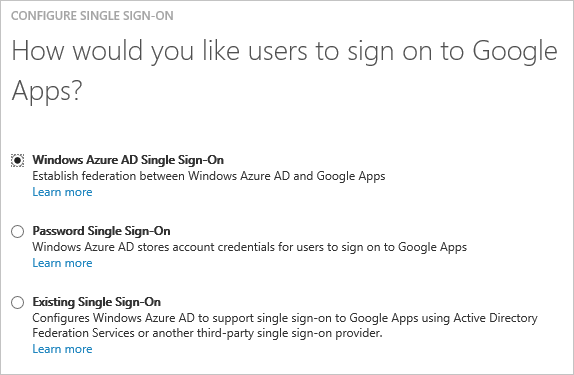 CONFIGURE SINGLE SIGN-ON
How would you like users to sign on to Google
Apps?
Windows Azure AD Single Sign-On
Establish federation between Windows Azure AD and Google Apps
Learn more
Password Single Sign-On
Windows Azure AD stores account credentials for users to sign on to Google Apps
Learn more
Existing Single Sign-On
Configures Windows Azure AD to support single sign-on to Google Apps using Active Directory
Federation Services or another third-party single sign-on provider.
Learn more